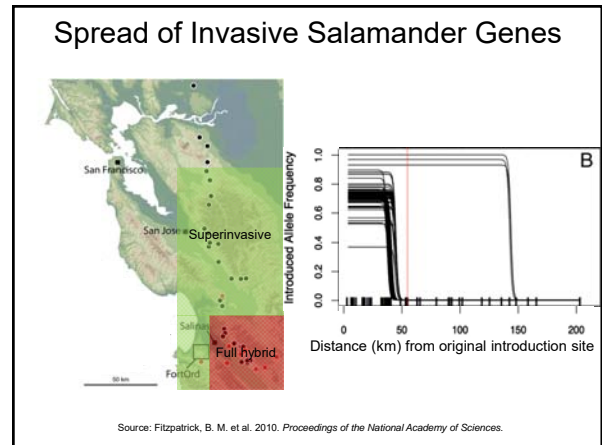 Spread of Invasive Salamander Genes
San Francisco
San Jose
Superinvasive
Salinas
Full hybrid
FortOrd
50 km
B
Introduced Allele Frequency
1.0
0.8
0.6
0.4
0.2
0.0
0
50
100
150
200
Distance (km) from original introduction site
Source: Fitzpatrick, B. M. et al. 2010. Proceedings of the National Academy of Sciences.